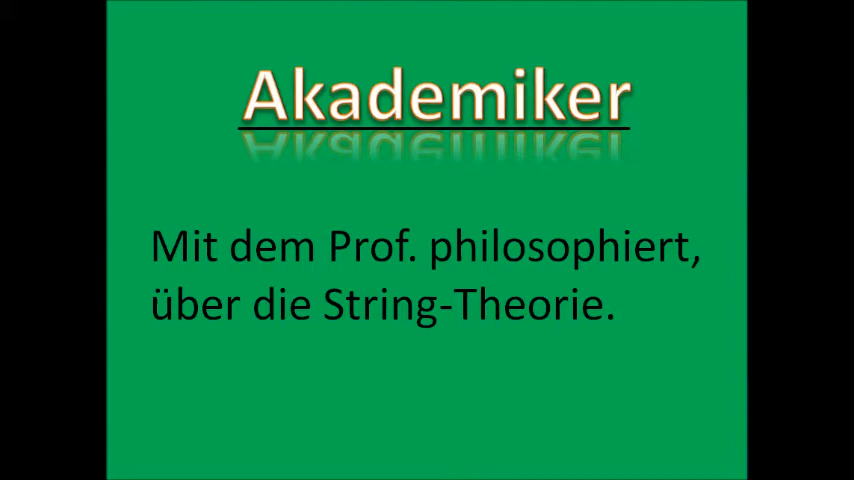 Akademiker
Mit dem Prof. philosophiert,
über die String-Theorie.